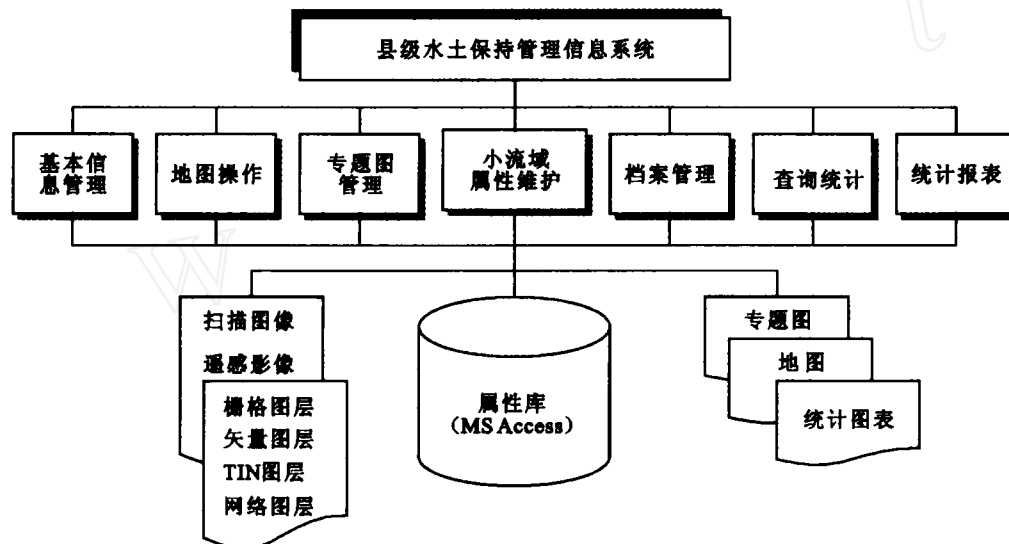 县级水土保持管理信息系统
基本信
息管理
地图操作
专题图
管理
小流域
属性维护
档案管理
查询统计
统计报表
扫描图像
遥感影像
栅格图层
矢量图层
TIN图层
网络图层
属性库
(MS Access)
专题图
地图
统计图表